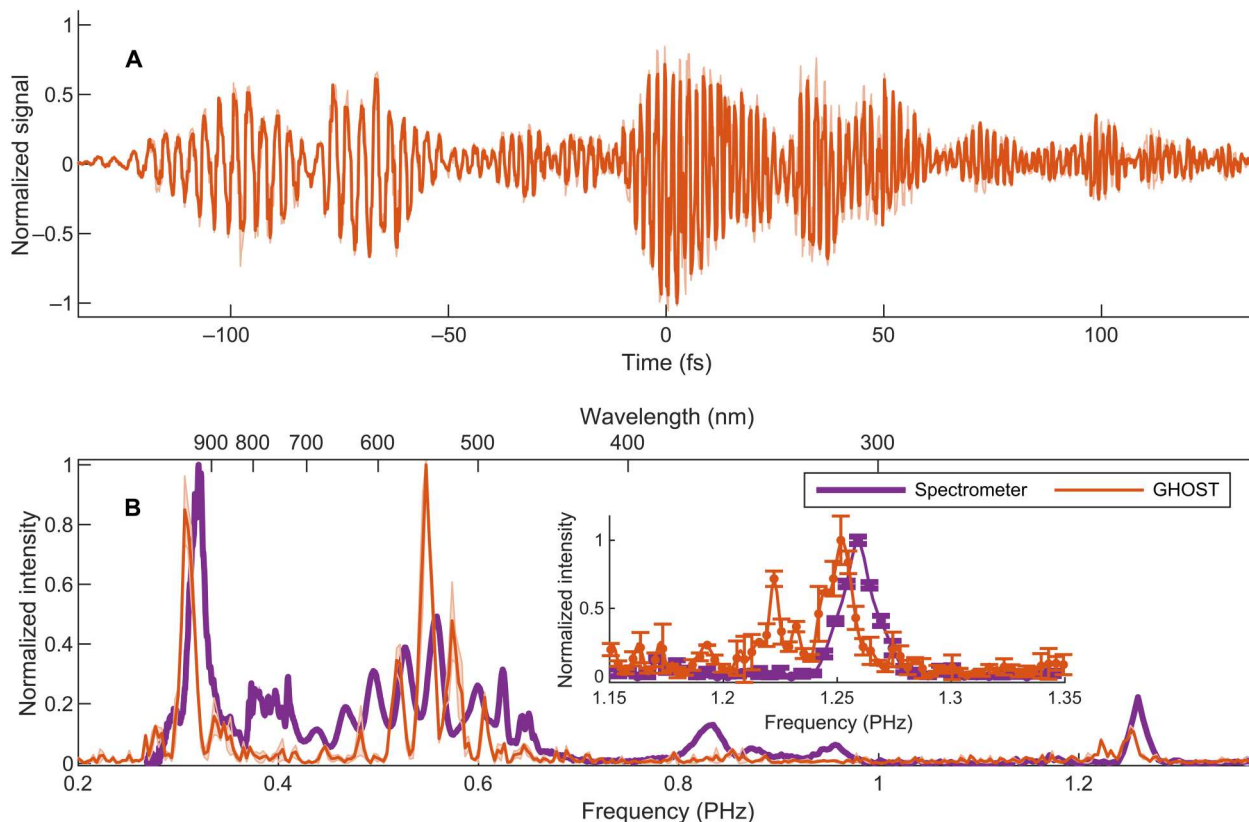 A
Normalized signal
1
0.5
0
−0.5
−1
−100 −50 0 50 100
Time (fs)
Wavelength (nm)
900 800 700 600 500 400 300
B
Normalized intensity
1
0.8
0.6
0.4
0.2
0
Spectrometer GHOST
Normalized intensity
1
0.5
0
1.15 1.2 1.25 1.3 1.35
Frequency (PHz)
0.2 0.4 0.6 0.8 1 1.2
Frequency (PHz)